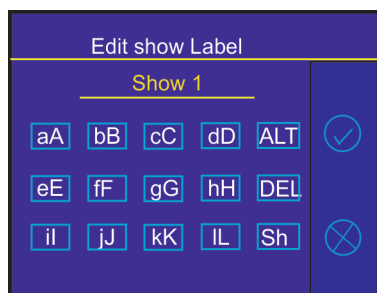 Edit show Label
Show 1
aA bB cC dD ALT
eE fF gG hH DEL
iI jJ kK lL Sh